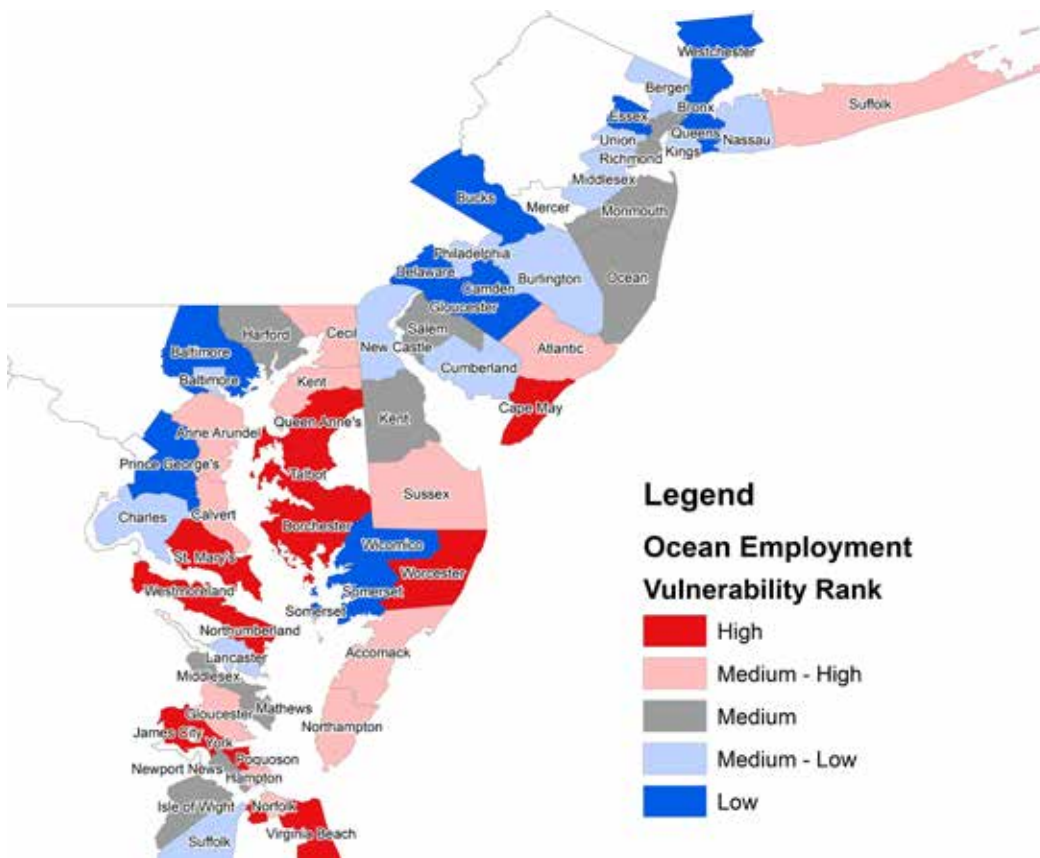 Westchester
Bergen
Suffolk
Essex
Bronx
Union
Queens
Nassau
Richmond
Kings
Middlesex
Bucks
Mercer
Monmouth
Philadelphia
Delaware
Burlington
Ocean
Camden
Gloucester
Salem
Harford
Cecil
Baltimore
New Castle
Atlantic
Cumberland
Baltimore
Kent
Cape May
Queen Anne's
Kent
Anne Arundel
Prince George's
Talbot
Sussex
Charles
Calvert
Dorchester
Wicomico
St. Mary's
Worcester
Westmoreland
Somerset
Somerset
Northumberland
Lancaster
Accomack
Middlesex
Mathews
Gloucester
Northampton
James City
York
Poquoson
Newport News
Hampton
Isle of Wight
Norfolk
Virginia Beach
Suffolk
Legend
Ocean Employment
Vulnerability Rank
High
Medium - High
Medium
Medium - Low
Low